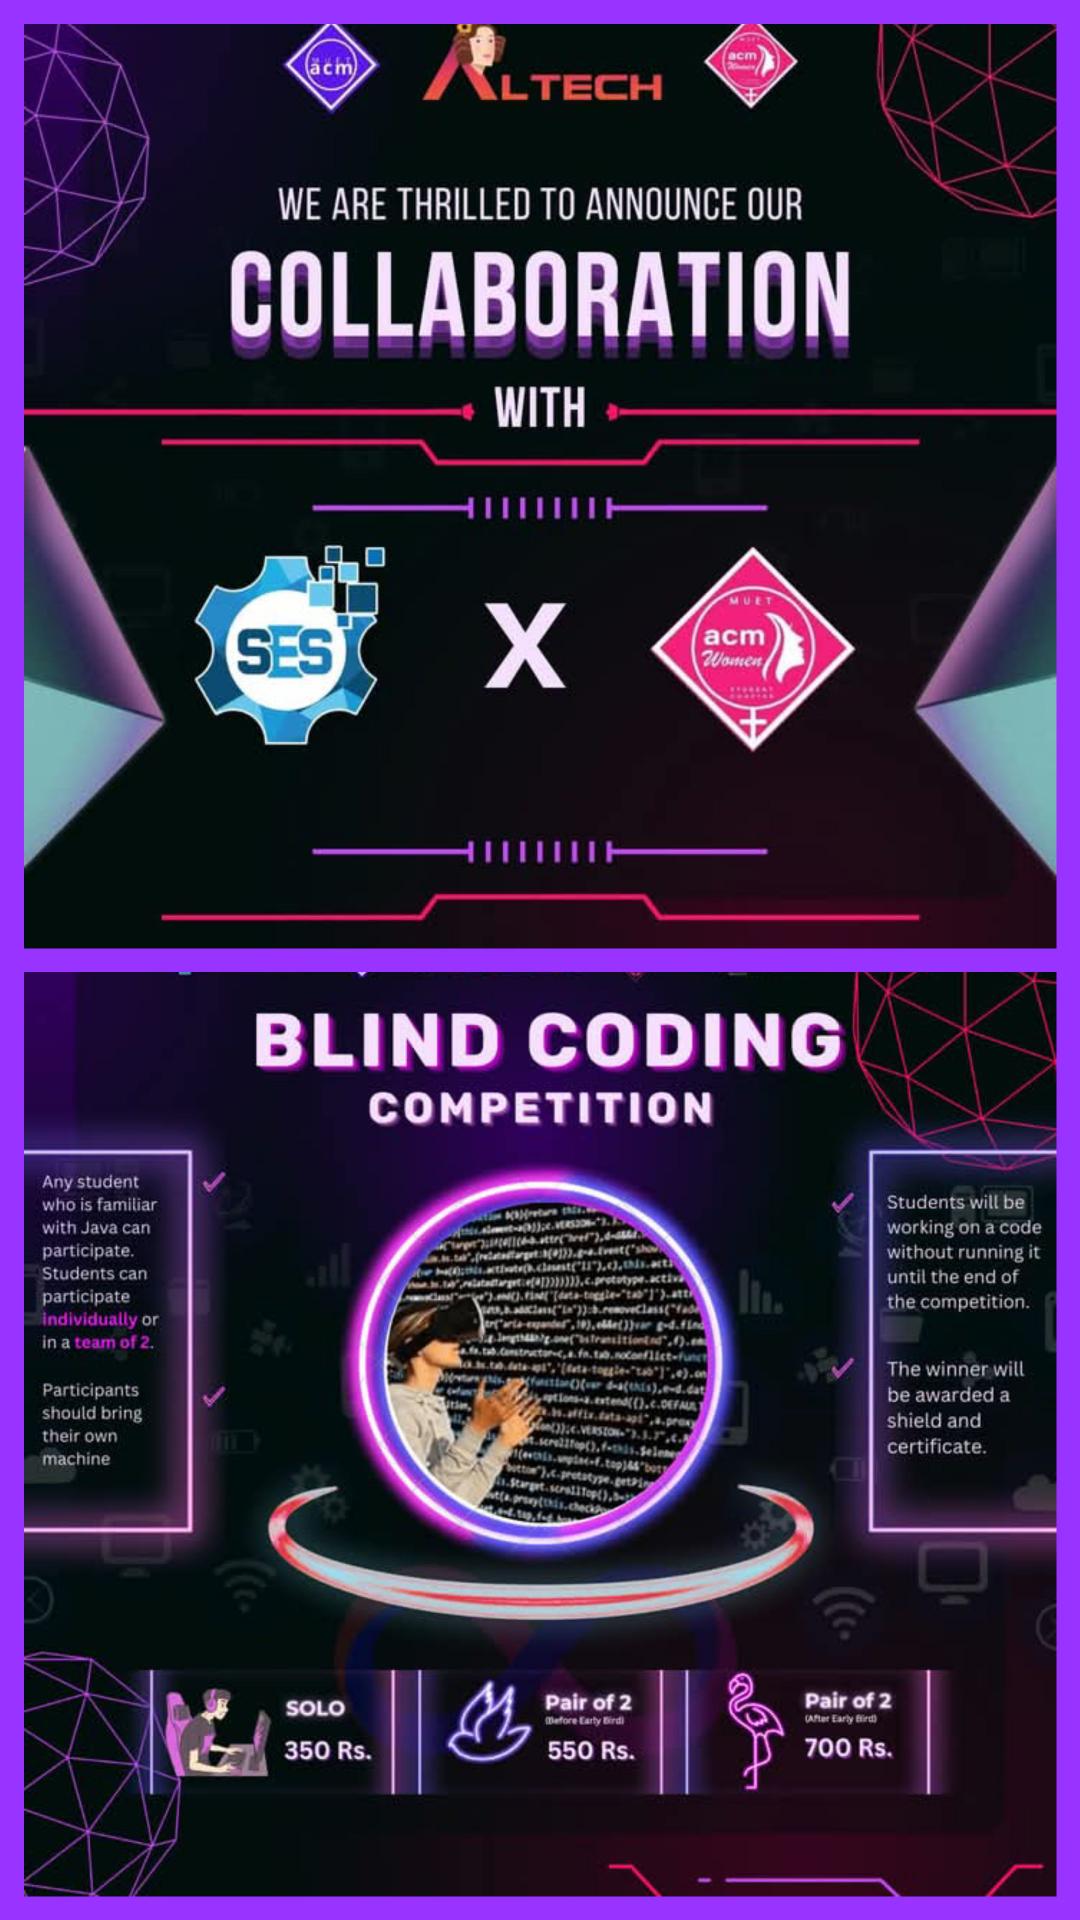 MUET
acm
ALTECH
MUET
acm
Women
WE ARE THRILLED TO ANNOUNCE OUR
COLLABORATION
WITH
SES
X
MUET
acm
Women
STUDENT
CHAPTER
BLIND CODING
COMPETITION
Any student
who is familiar
with Java can
participate.
Students can
participate
individually or
in a team of 2.
Participants
should bring
their own
machine
Students will be
working on a code
without running it
until the end of
the competition.
The winner will
be awarded a
shield and
certificate.
SOLO
350 Rs.
Pair of 2
(Before Early Bird)
550 Rs.
Pair of 2
(After Early Bird)
700 Rs.